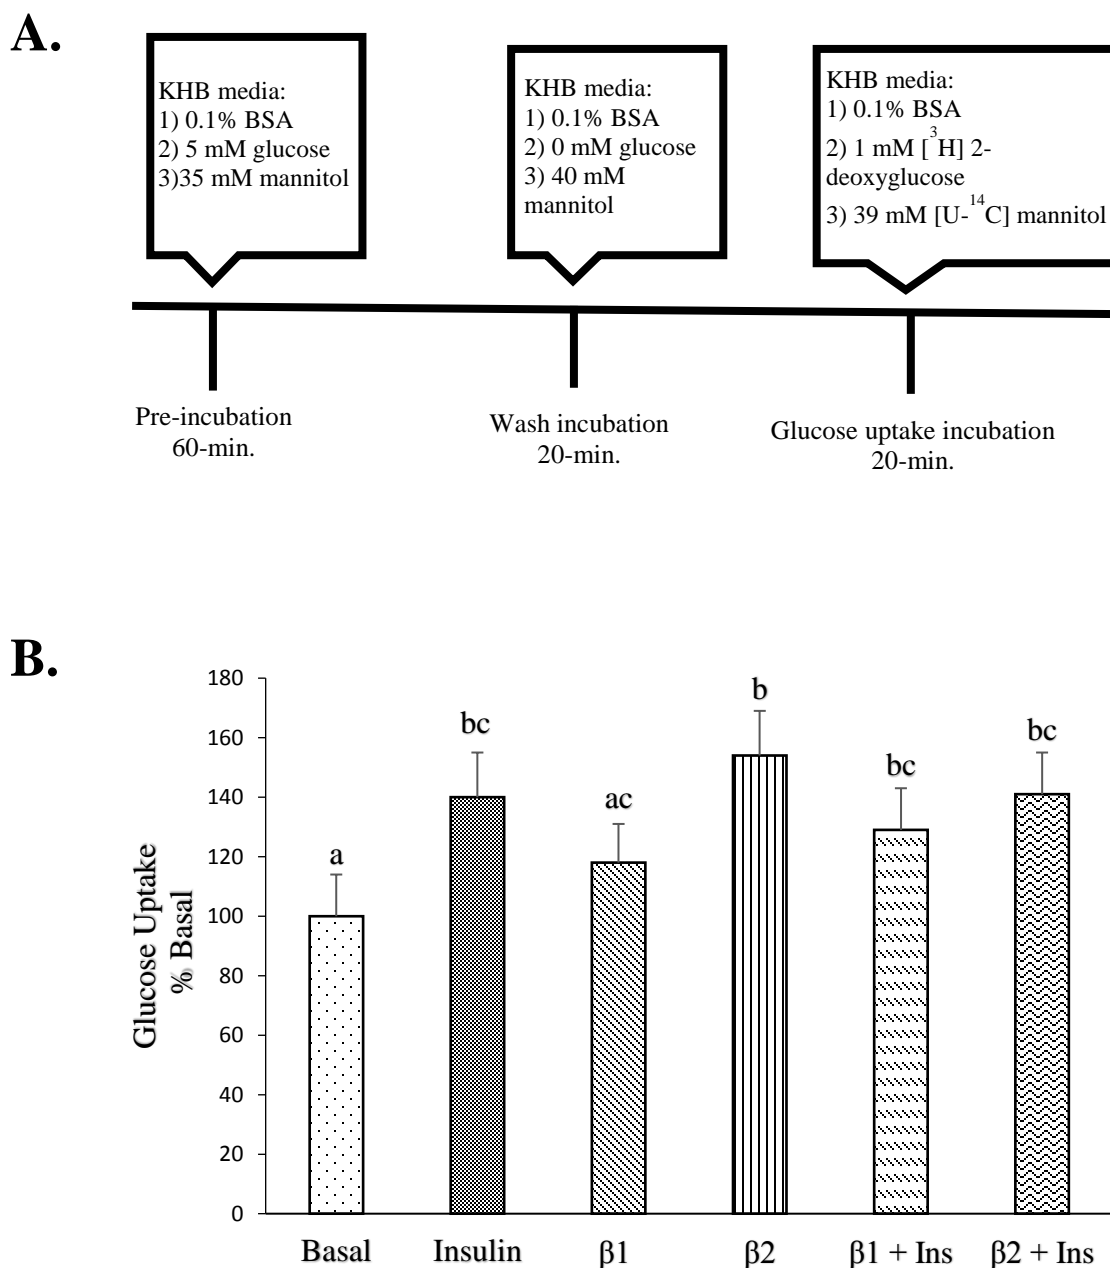 A.
KHB media:
1) 0.1% BSA
2) 5 mM glucose
3)35 mM mannitol
KHB media:
1) 0.1% BSA
2) 0 mM glucose
3) 40 mM
mannitol
KHB media:
1) 0.1% BSA
2) 1 mM [³H] 2-
deoxyglucose
3) 39 mM [U-¹⁴C] mannitol
Pre-incubation
60-min.
Wash incubation
20-min.
Glucose uptake incubation
20-min.
B.
Glucose Uptake
% Basal
180
160
140
120
100
80
60
40
20
0
a
bc
ac
b
bc
bc
Basal
Insulin
β1
β2
β1 + Ins
β2 + Ins